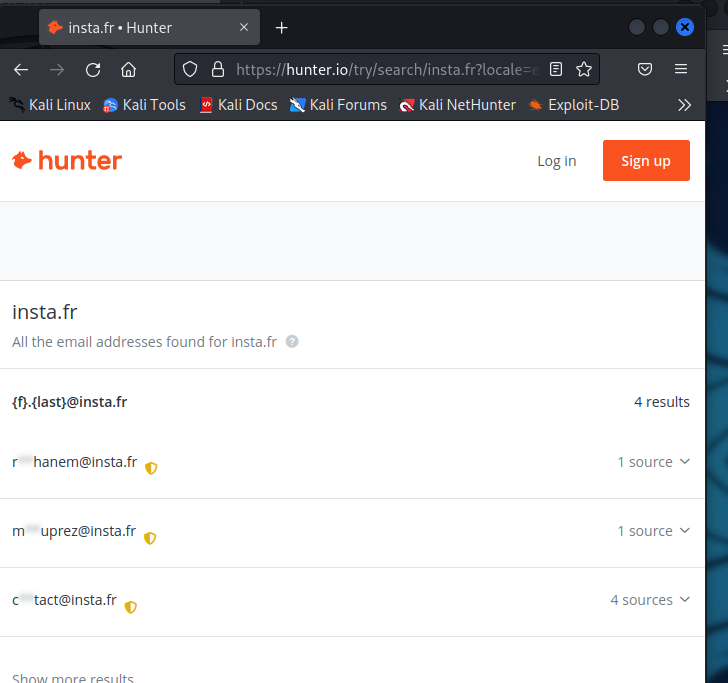 insta.fr • Hunter
https://hunter.io/try/search/insta.fr?locale=e
Kali Linux Kali Tools Kali Docs Kali Forums Kali NetHunter Exploit-DB
hunter Log in Sign up
insta.fr
All the email addresses found for insta.fr ?
{f}.{last}@insta.fr 4 results
r**hanem@insta.fr 1 source
m**uprez@insta.fr 1 source
c**tact@insta.fr 4 sources
Show more results